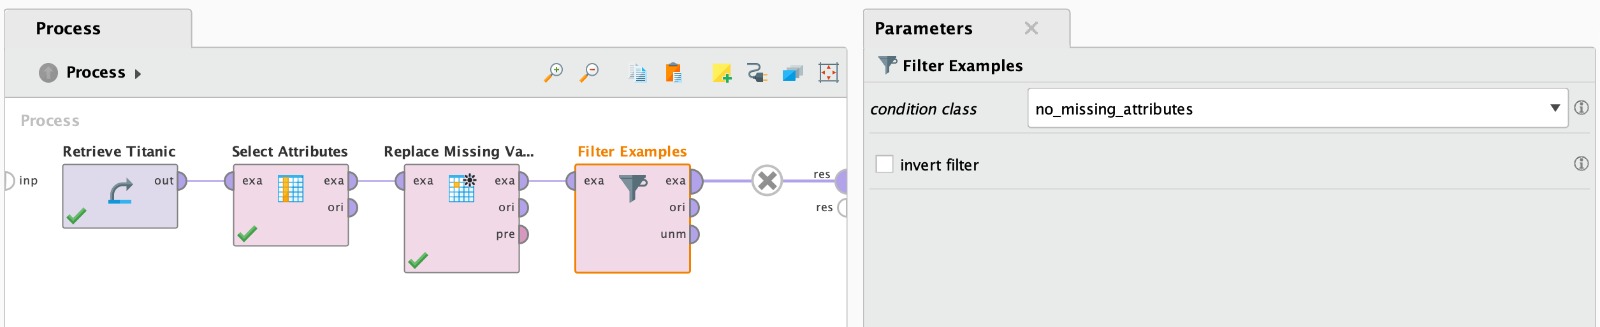 Process
Process
Process
Retrieve Titanic
Select Attributes
Replace Missing Va...
Filter Examples
inp
out
exa
exa
exa
exa
exa
exa
res
ori
ori
ori
res
pre
unm
Parameters
Filter Examples
condition class
no_missing_attributes
invert filter